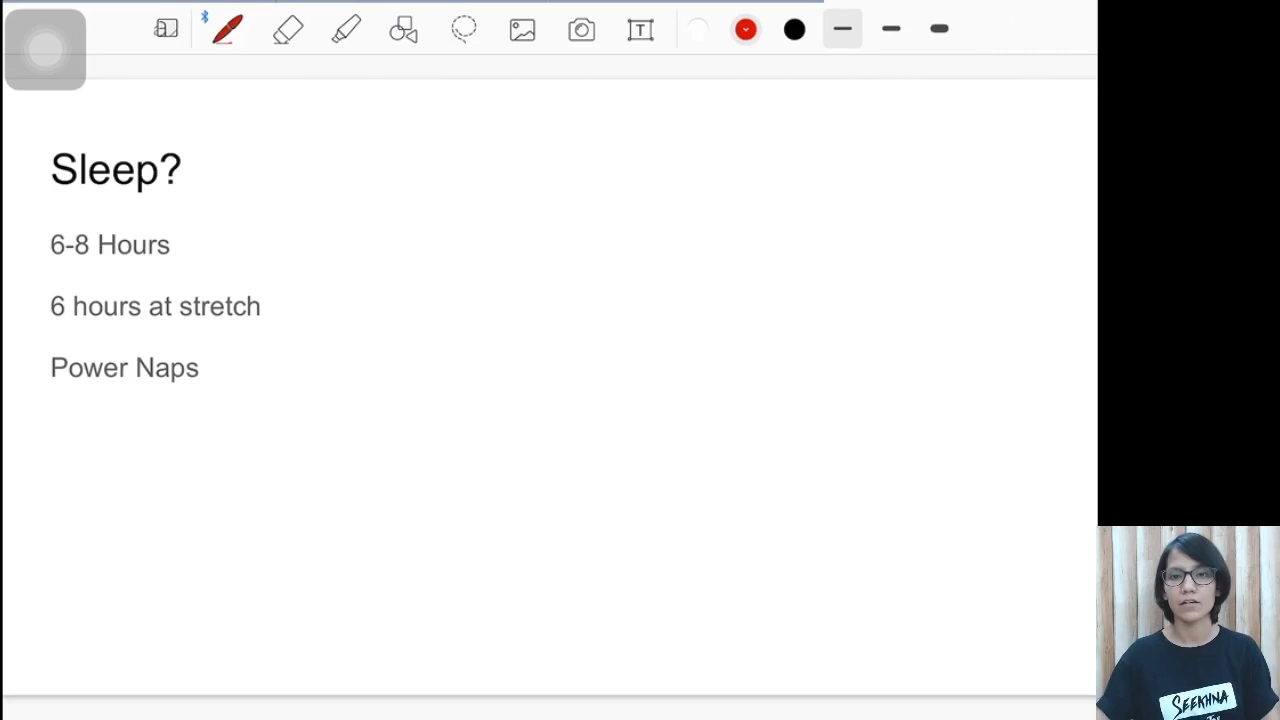 T
Sleep?
6-8 Hours
6 hours at stretch
Power Naps
SEEKHNA